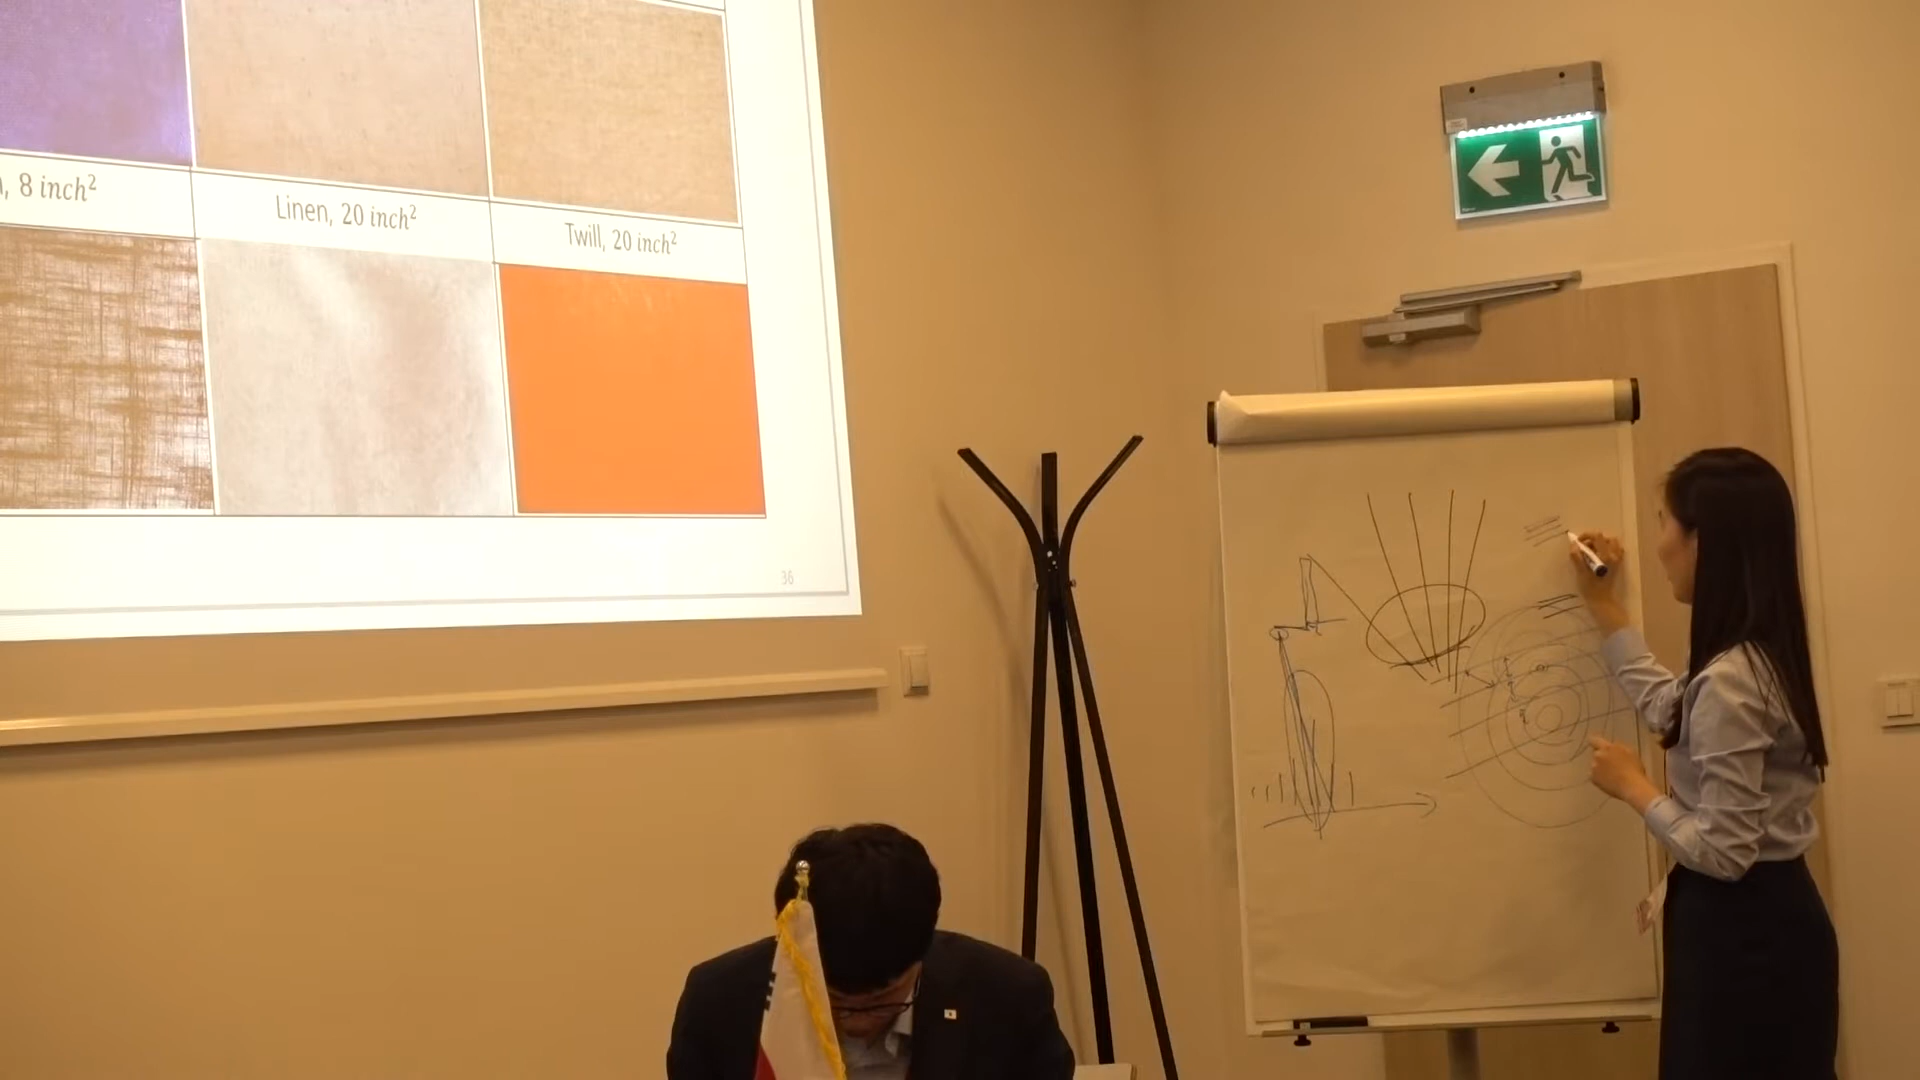 , 8 inch²
Linen, 20 inch²
Twill, 20 inch²
36